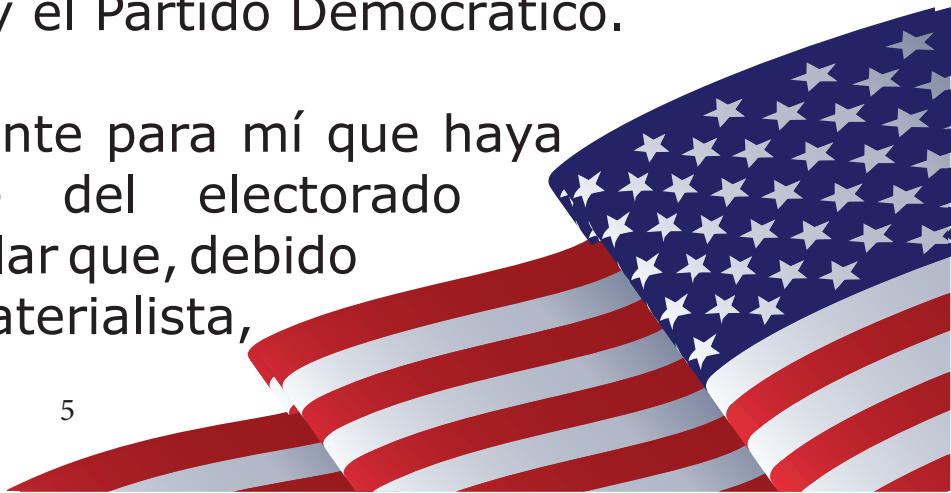 y el Partido Democrático.
nte para mí que haya
del electorado
lar que, debido
aterialista,
5